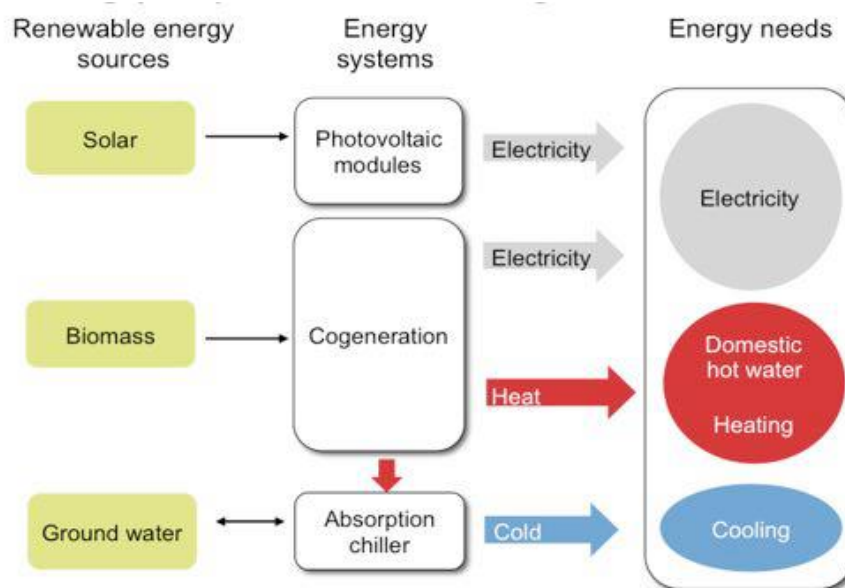 Renewable energy
sources
Energy
systems
Energy needs
Solar
Photovoltaic
modules
Electricity
Electricity
Electricity
Biomass
Cogeneration
Domestic
hot water
Heat
Heating
Ground water
Absorption
chiller
Cold
Cooling